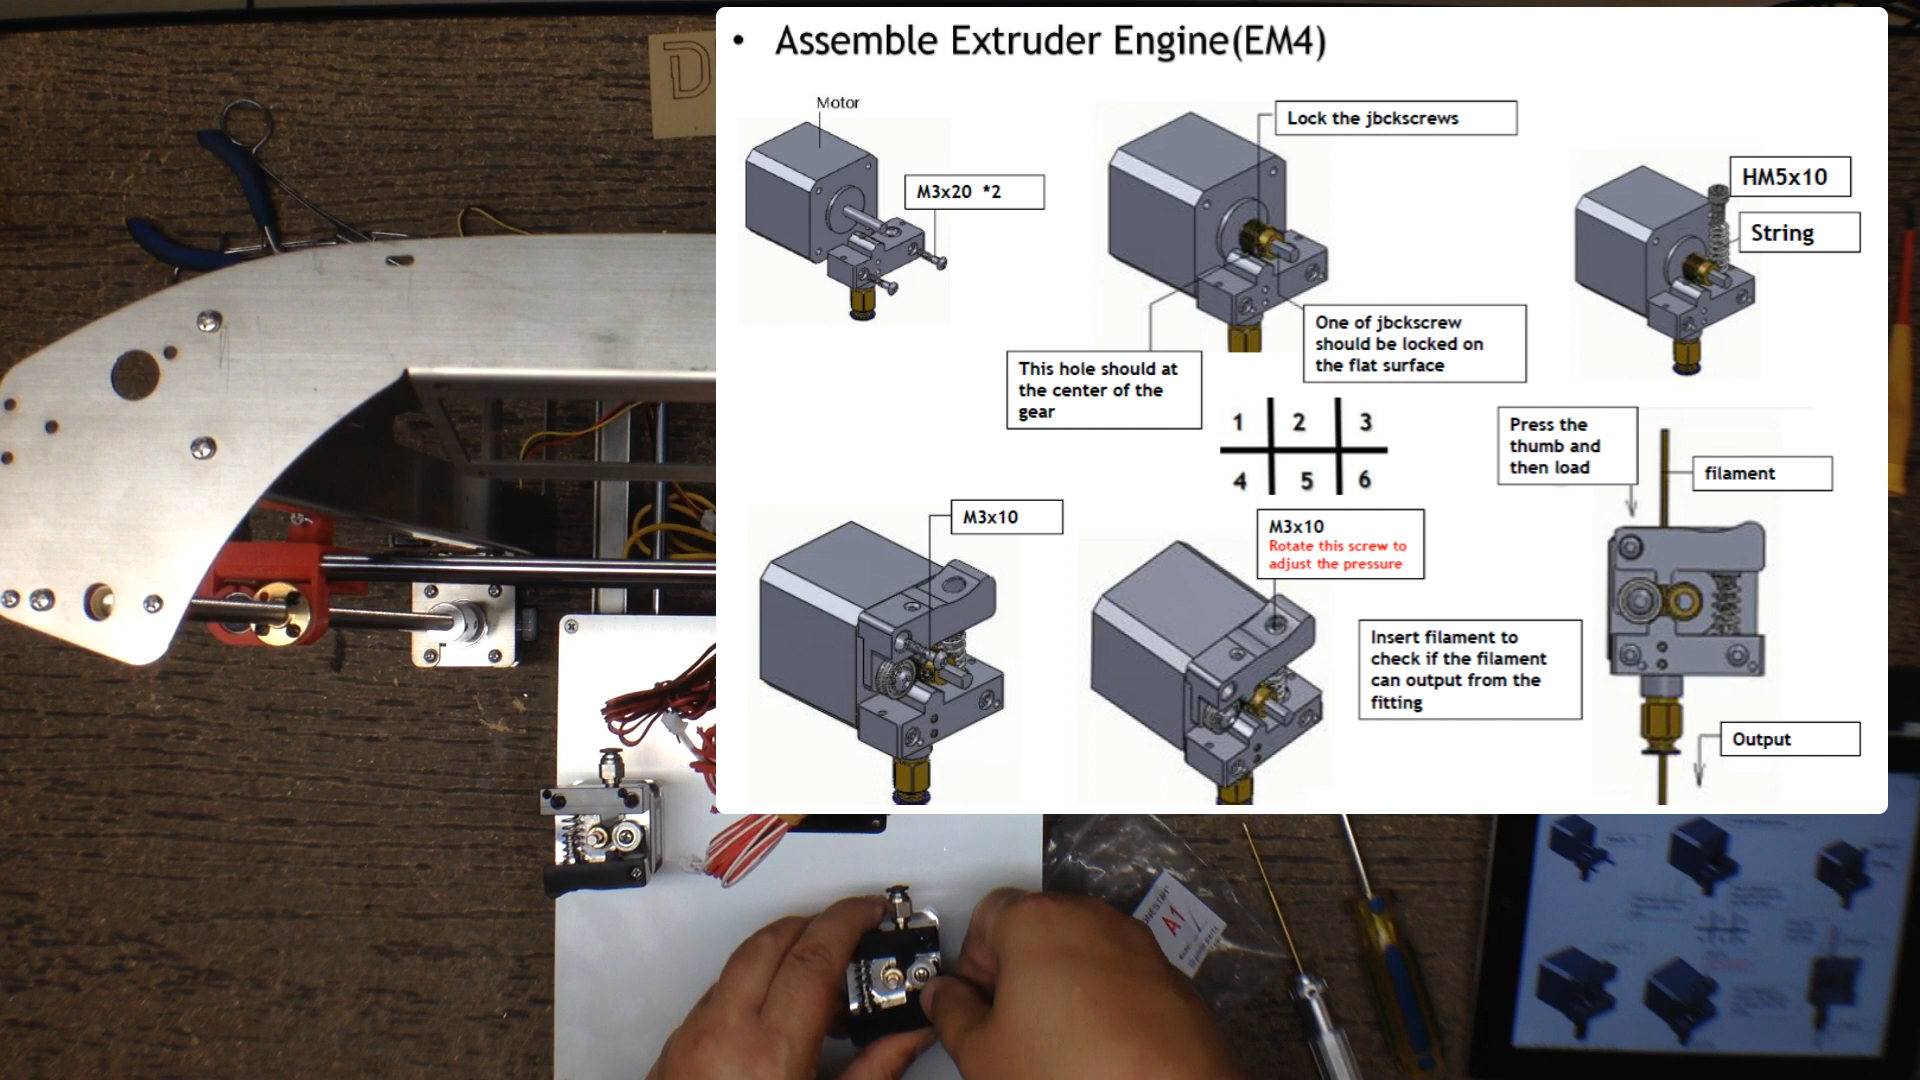 • Assemble Extruder Engine(EM4)
Motor
M3x20 *2
Lock the jbckscrews
This hole should at
the center of the
gear
One of jbckscrew
should be locked on
the flat surface
HM5x10
String
1 2 3
4 5 6
M3x10
M3x10
Rotate this screw to
adjust the pressure
Insert filament to
check if the filament
can output from the
fitting
Press the
thumb and
then load
filament
Output
D
A1